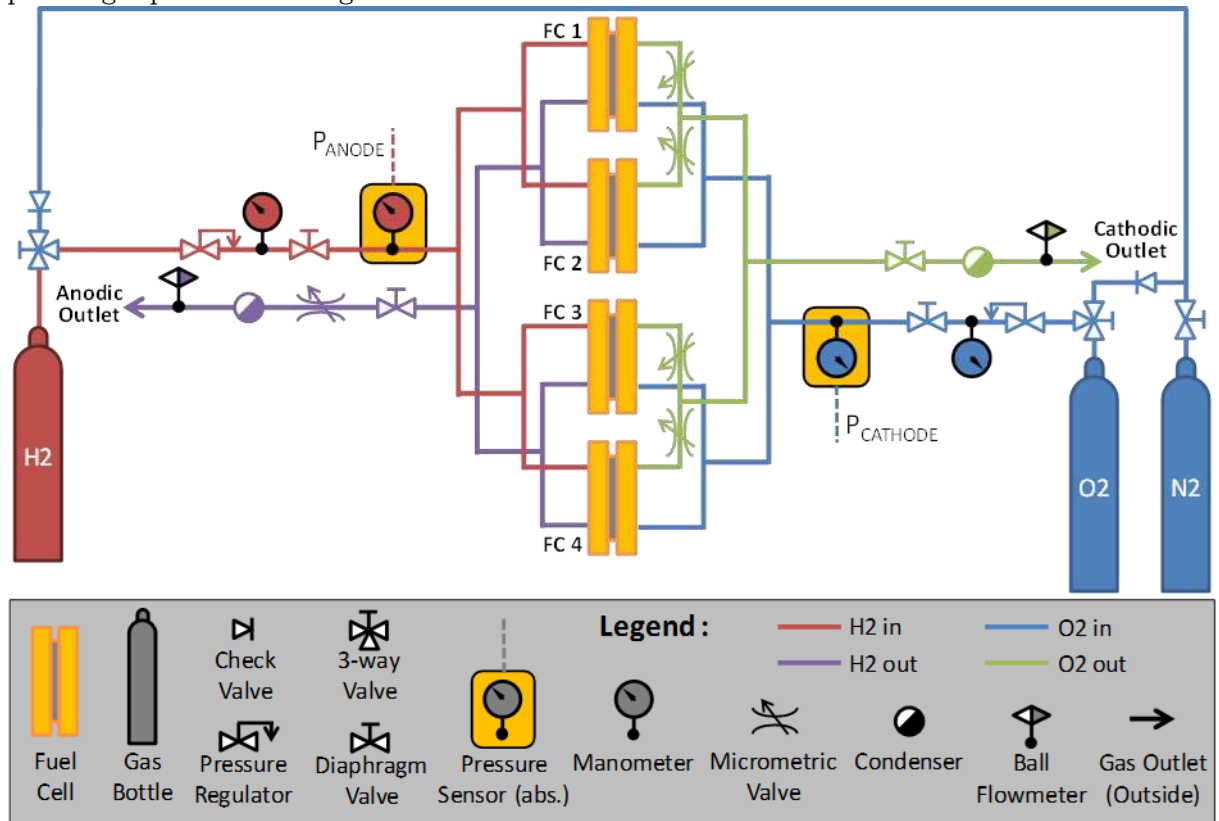 FC 1
P ANODE
FC 2
Cathodic
Outlet
Anodic
Outlet
FC 3
P CATHODE
H2
O2
N2
FC 4
Legend :
H2 in
O2 in
H2 out
O2 out
Check
Valve
3-way
Valve
Fuel
Cell
Gas
Bottle
Pressure
Regulator
Diaphragm
Valve
Pressure
Sensor (abs.)
Manometer
Micrometric
Valve
Condenser
Ball
Flowmeter
Gas Outlet
(Outside)